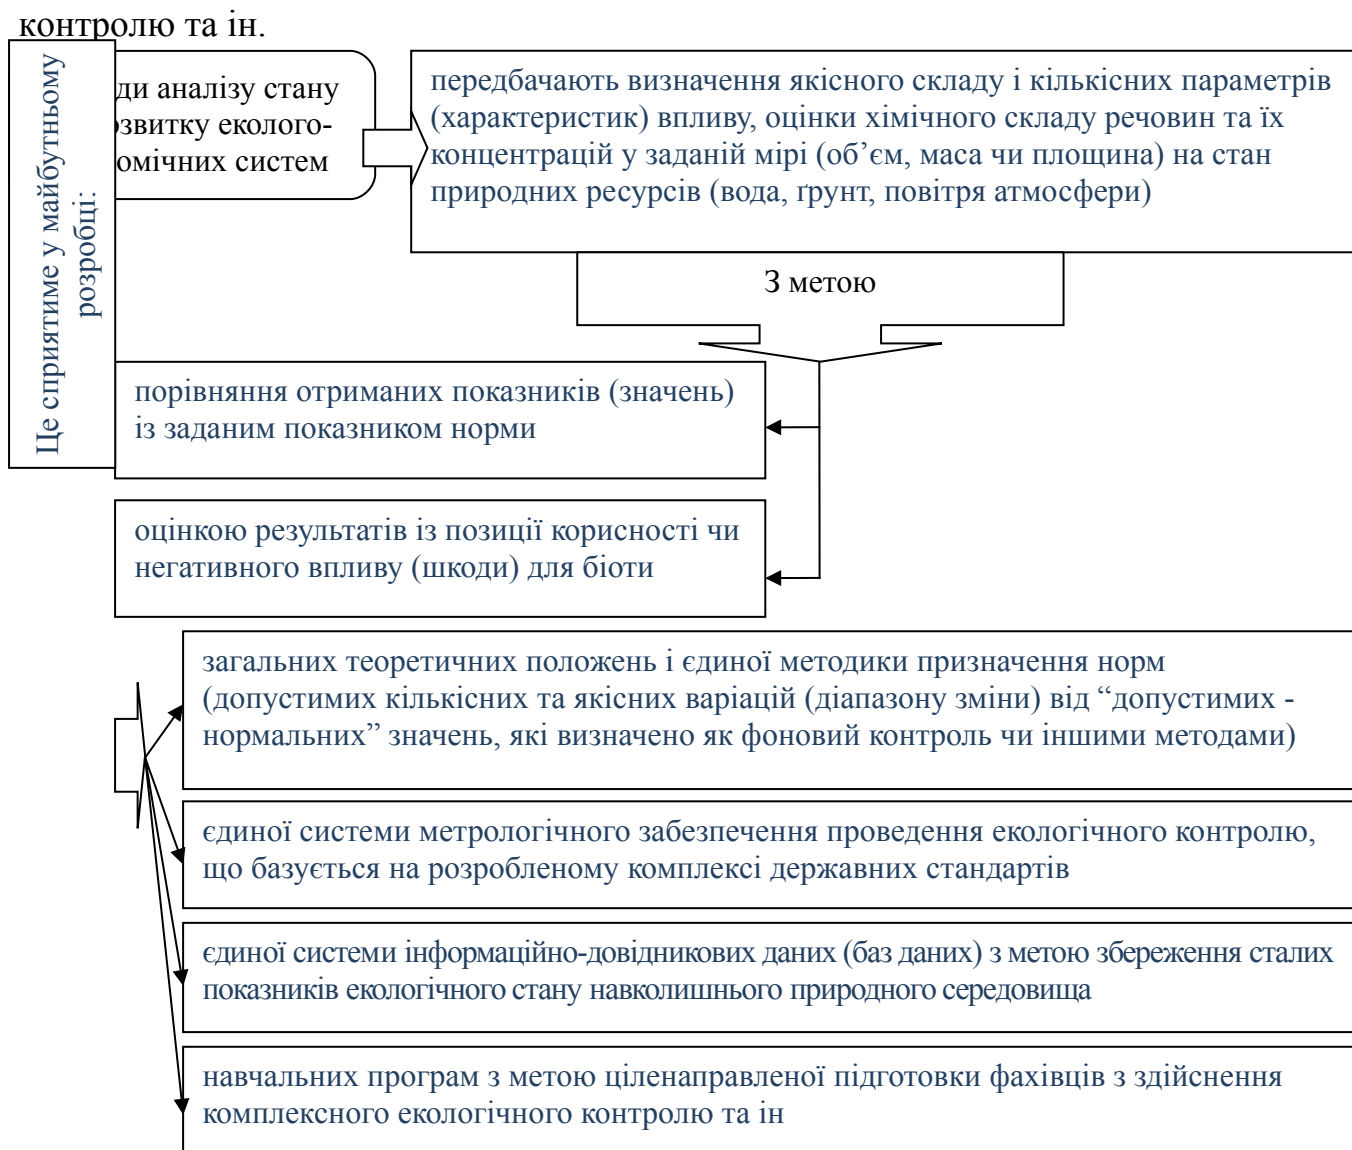 контролю та ін.
Це сприятиме у майбутньому
розробці:
ди аналізу стану
озвитку еколого-
омічних систем
передбачають визначення якісного складу і кількісних параметрів
(характеристик) впливу, оцінки хімічного складу речовин та їх
концентрацій у заданій мірі (об’єм, маса чи площина) на стан
природних ресурсів (вода, ґрунт, повітря атмосфери)
З метою
порівняння отриманих показників (значень)
із заданим показником норми
оцінкою результатів із позиції корисності чи
негативного впливу (шкоди) для біоти
загальних теоретичних положень і єдиної методики призначення норм
(допустимих кількісних та якісних варіацій (діапазону зміни) від “допустимих -
нормальних” значень, які визначено як фоновий контроль чи іншими методами)
єдиної системи метрологічного забезпечення проведення екологічного контролю,
що базується на розробленому комплексі державних стандартів
єдиної системи інформаційно-довідникових даних (баз даних) з метою збереження сталих
показників екологічного стану навколишнього природного середовища
навчальних програм з метою ціленаправленої підготовки фахівців з здійснення
комплексного екологічного контролю та ін